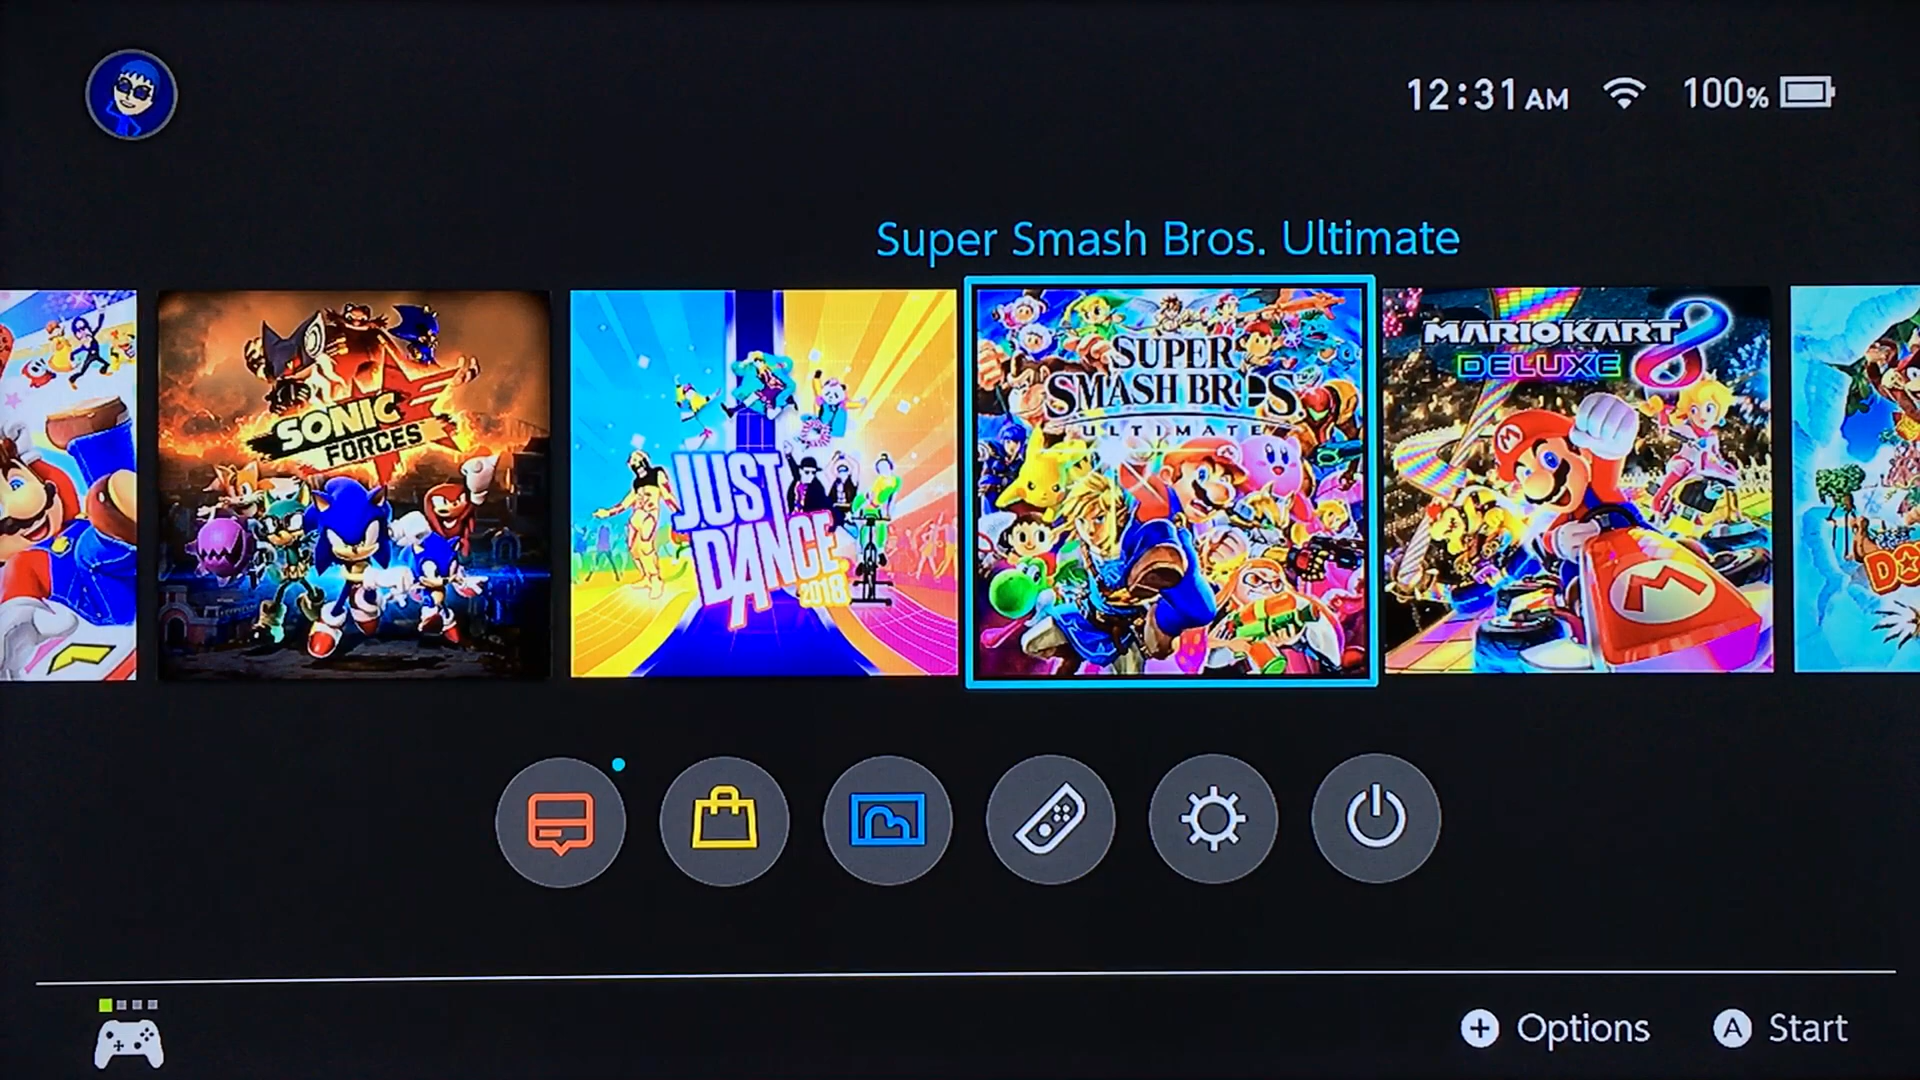 12:31 AM 100%
Super Smash Bros. Ultimate
SONIC
FORCES
JUST
DANCE
2018
SUPER
SMASH BROS.
ULTIMATE
M
M
MARIOKART 8
DELUXE
DO
+ Options A Start